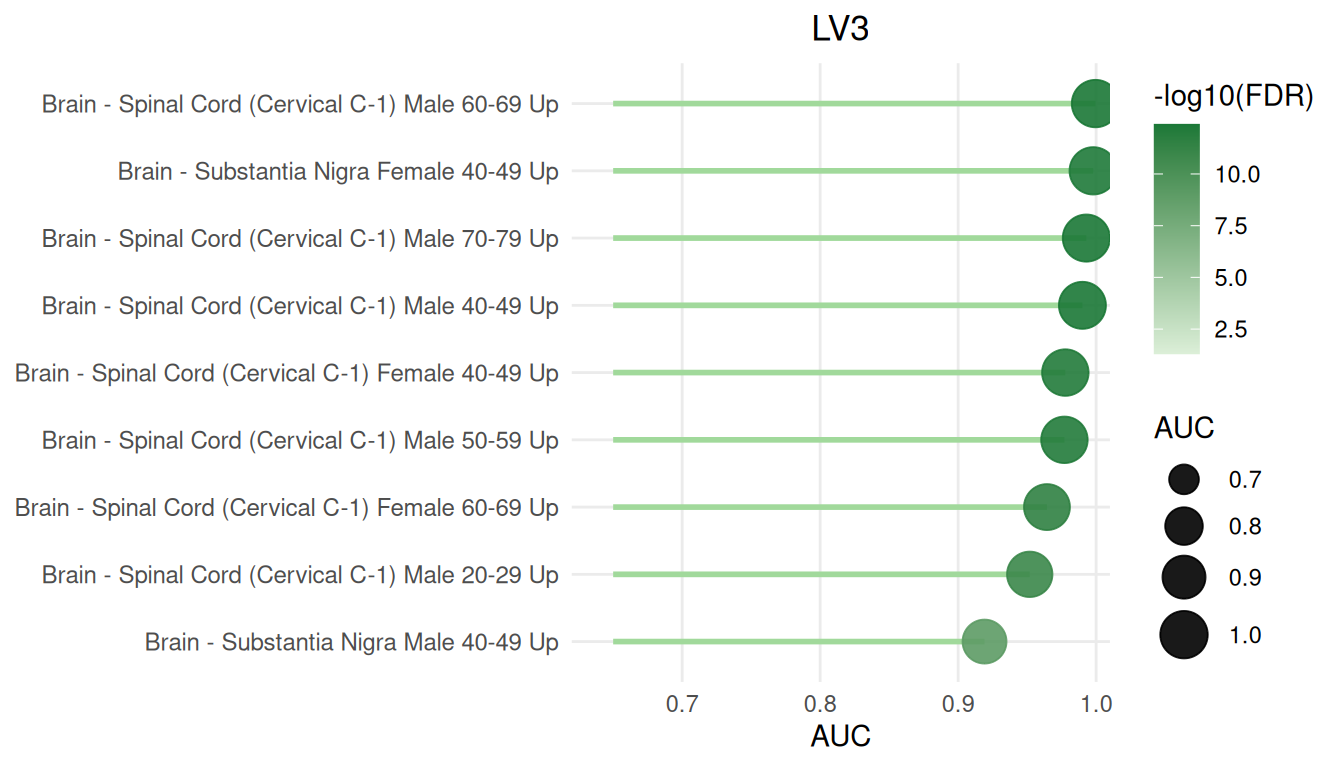 LV3
Brain - Spinal Cord (Cervical C-1) Male 60-69 Up
Brain - Substantia Nigra Female 40-49 Up
Brain - Spinal Cord (Cervical C-1) Male 70-79 Up
Brain - Spinal Cord (Cervical C-1) Male 40-49 Up
Brain - Spinal Cord (Cervical C-1) Female 40-49 Up
Brain - Spinal Cord (Cervical C-1) Male 50-59 Up
Brain - Spinal Cord (Cervical C-1) Female 60-69 Up
Brain - Spinal Cord (Cervical C-1) Male 20-29 Up
Brain - Substantia Nigra Male 40-49 Up
0.7 0.8 0.9 1.0
AUC
-log10(FDR)
10.0
7.5
5.0
2.5
AUC
0.7
0.8
0.9
1.0